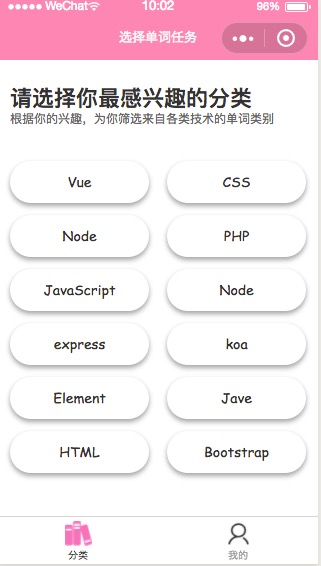 WeChat 10:02 96%
选择单词任务
请选择你最感兴趣的分类
根据你的兴趣，为你筛选来自各类技术的单词类别
Vue CSS
Node PHP
JavaScript Node
express koa
Element Jave
HTML Bootstrap
分类 我的